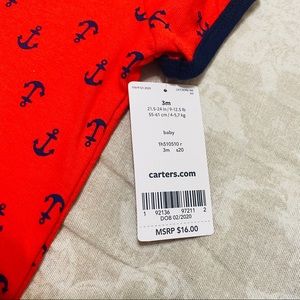 3m
21.5-24 in / 9-12.5 lb
55-61 cm / 4-5.7 kg
baby
1h510510 r
3m s20
carters.com
1 92136 97211 2
DOB 02/2020
MSRP $16.00